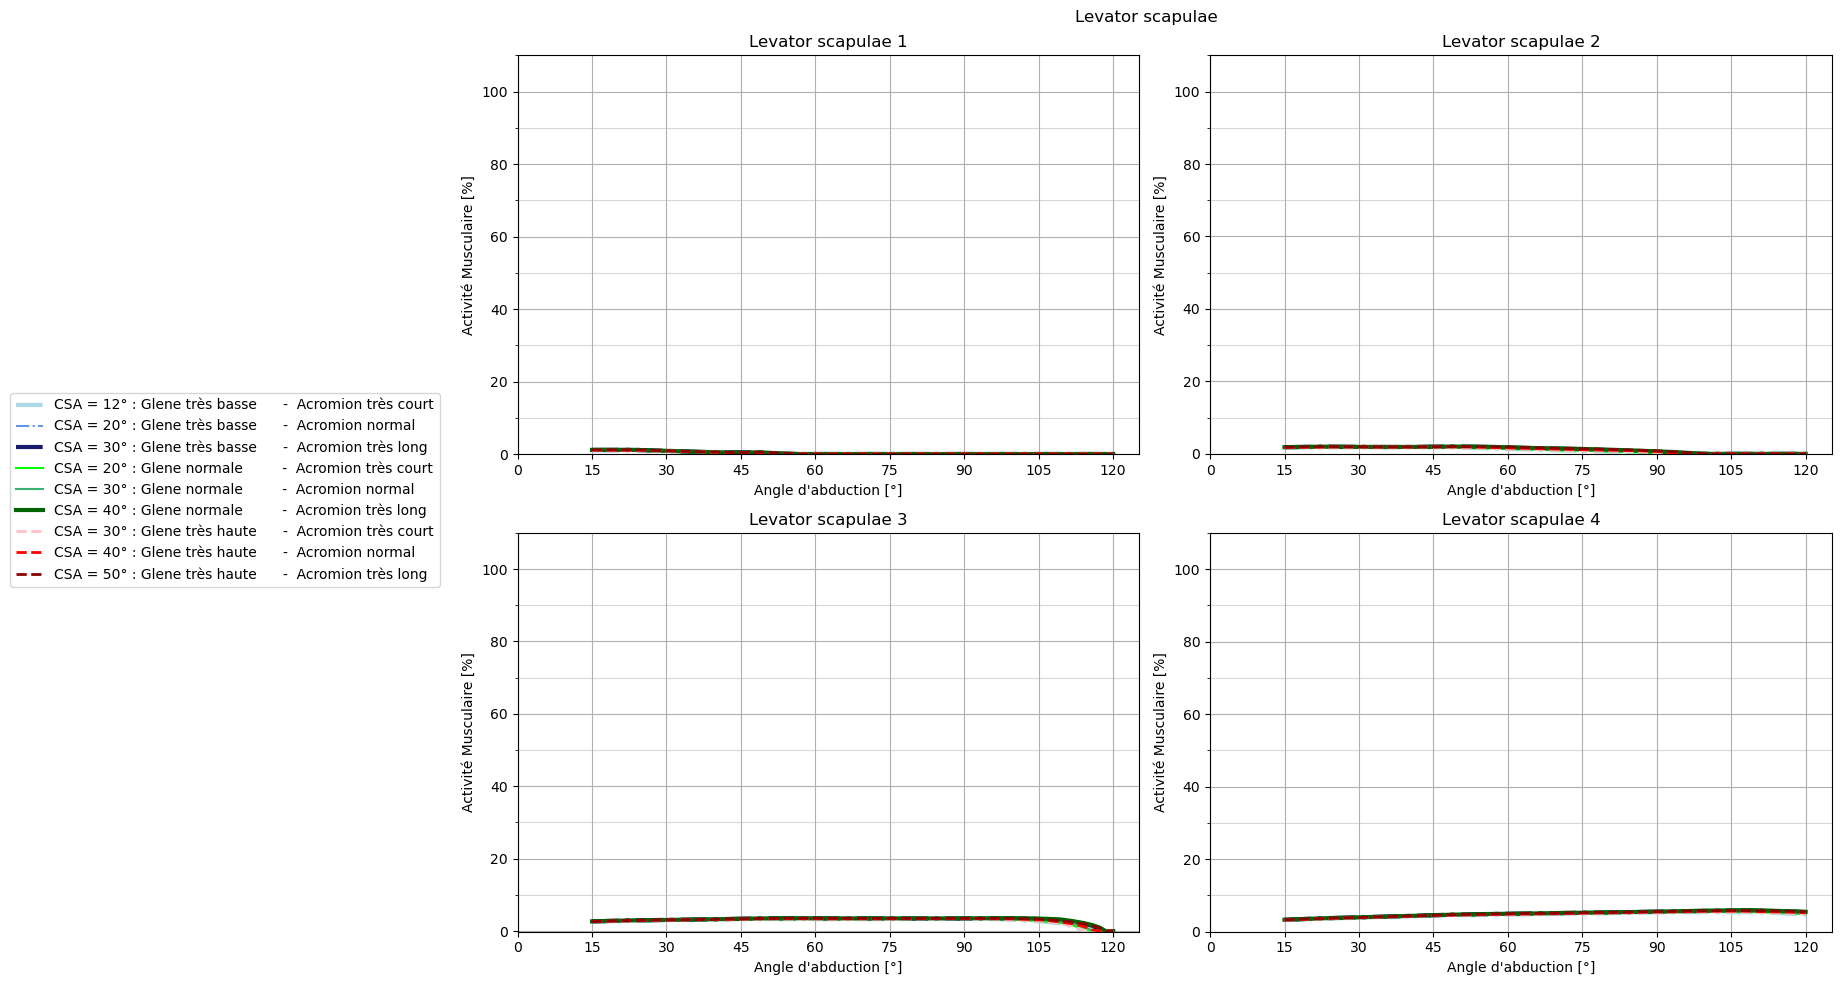 Levator scapulae
Levator scapulae 1
Levator scapulae 2
100
80
60
40
20
0
Activité Musculaire [%]
0 15 30 45 60 75 90 105 120
Angle d'abduction [°]
100
80
60
40
20
0
Activité Musculaire [%]
0 15 30 45 60 75 90 105 120
Angle d'abduction [°]
CSA = 12° : Glene très basse - Acromion très court
CSA = 20° : Glene très basse - Acromion normal
CSA = 30° : Glene très basse - Acromion très long
CSA = 20° : Glene normale - Acromion très court
CSA = 30° : Glene normale - Acromion normal
CSA = 40° : Glene normale - Acromion très long
CSA = 30° : Glene très haute - Acromion très court
CSA = 40° : Glene très haute - Acromion normal
CSA = 50° : Glene très haute - Acromion très long
Levator scapulae 3
Levator scapulae 4
100
80
60
40
20
0
Activité Musculaire [%]
0 15 30 45 60 75 90 105 120
Angle d'abduction [°]
100
80
60
40
20
0
Activité Musculaire [%]
0 15 30 45 60 75 90 105 120
Angle d'abduction [°]